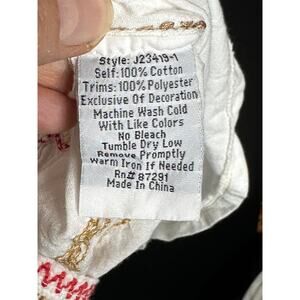 Style: J23419-1
Self:100% Cotton
Trims:100% Polyester
Exclusive Of Decoration
Machine Wash Cold
With Like Colors
No Bleach
Tumble Dry Low
Remove Promptly
Warm Iron If Needed
Rn# 87291
Made In China